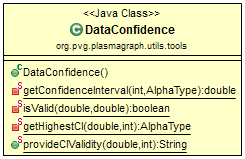 <<Java Class>>
DataConfidence
org.pvg.plasmagraph.utils.tools
DataConfidence()
getConfidenceInterval(int,AlphaType):double
isValid(double,double):boolean
getHighestCI(double,int):AlphaType
provideCIValidity(double,int):String